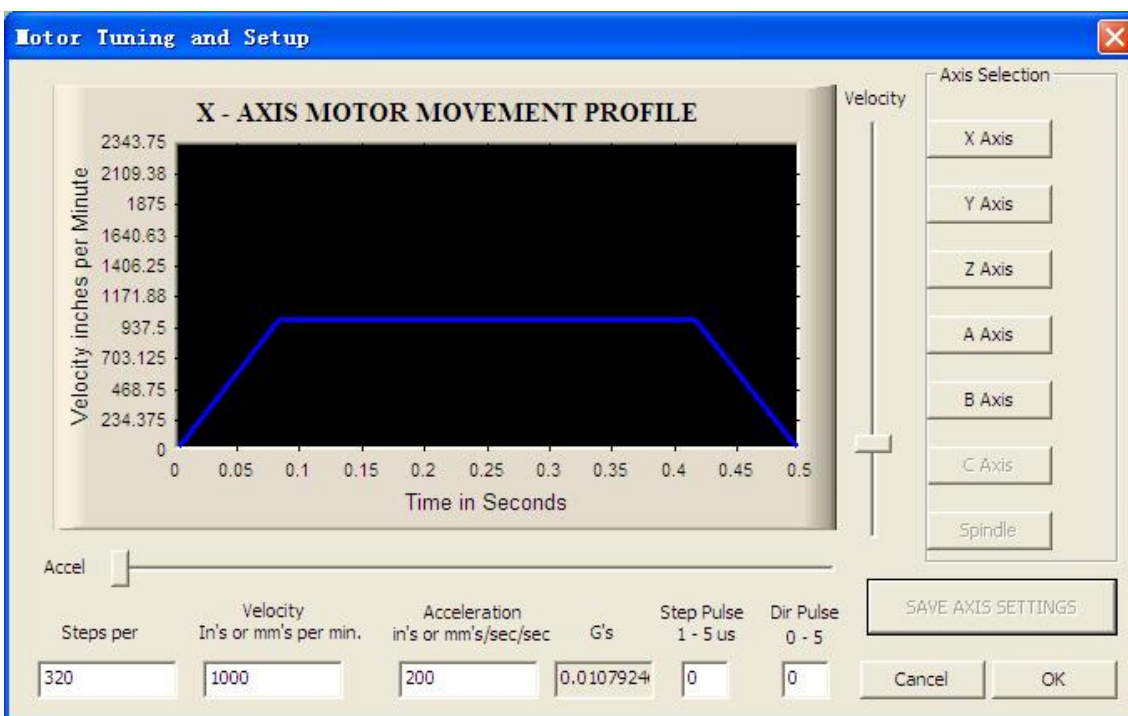 Motor Tuning and Setup
X - AXIS MOTOR MOVEMENT PROFILE
Velocity inches per Minute
2343.75
2109.38
1875
1640.63
1406.25
1171.88
937.5
703.125
468.75
234.375
0
0 0.05 0.1 0.15 0.2 0.25 0.3 0.35 0.4 0.45 0.5
Time in Seconds
Velocity
Axis Selection
X Axis
Y Axis
Z Axis
A Axis
B Axis
C Axis
Spindle
Accel
Steps per
320
Velocity
In's or mm's per min.
1000
Acceleration
in's or mm's/sec/sec
200
G's
0.0107924
Step Pulse
1 - 5 us
0
Dir Pulse
0 - 5
0
SAVE AXIS SETTINGS
Cancel
OK